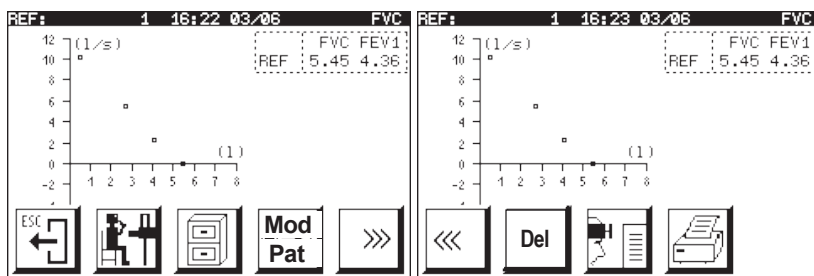 REF: 1 16:22 03/06 FVC
12 (l/s)
FVC FEV1
10
REF 5.45 4.36
8
6
4
2
(l)
0
1 2 3 4 5 6 7 8
-2
ESC
Mod
Pat
>>>
REF: 1 16:23 03/06 FVC
12 (l/s)
FVC FEV1
10
REF 5.45 4.36
8
6
4
2
(l)
0
1 2 3 4 5 6 7 8
-2
<<<
Del